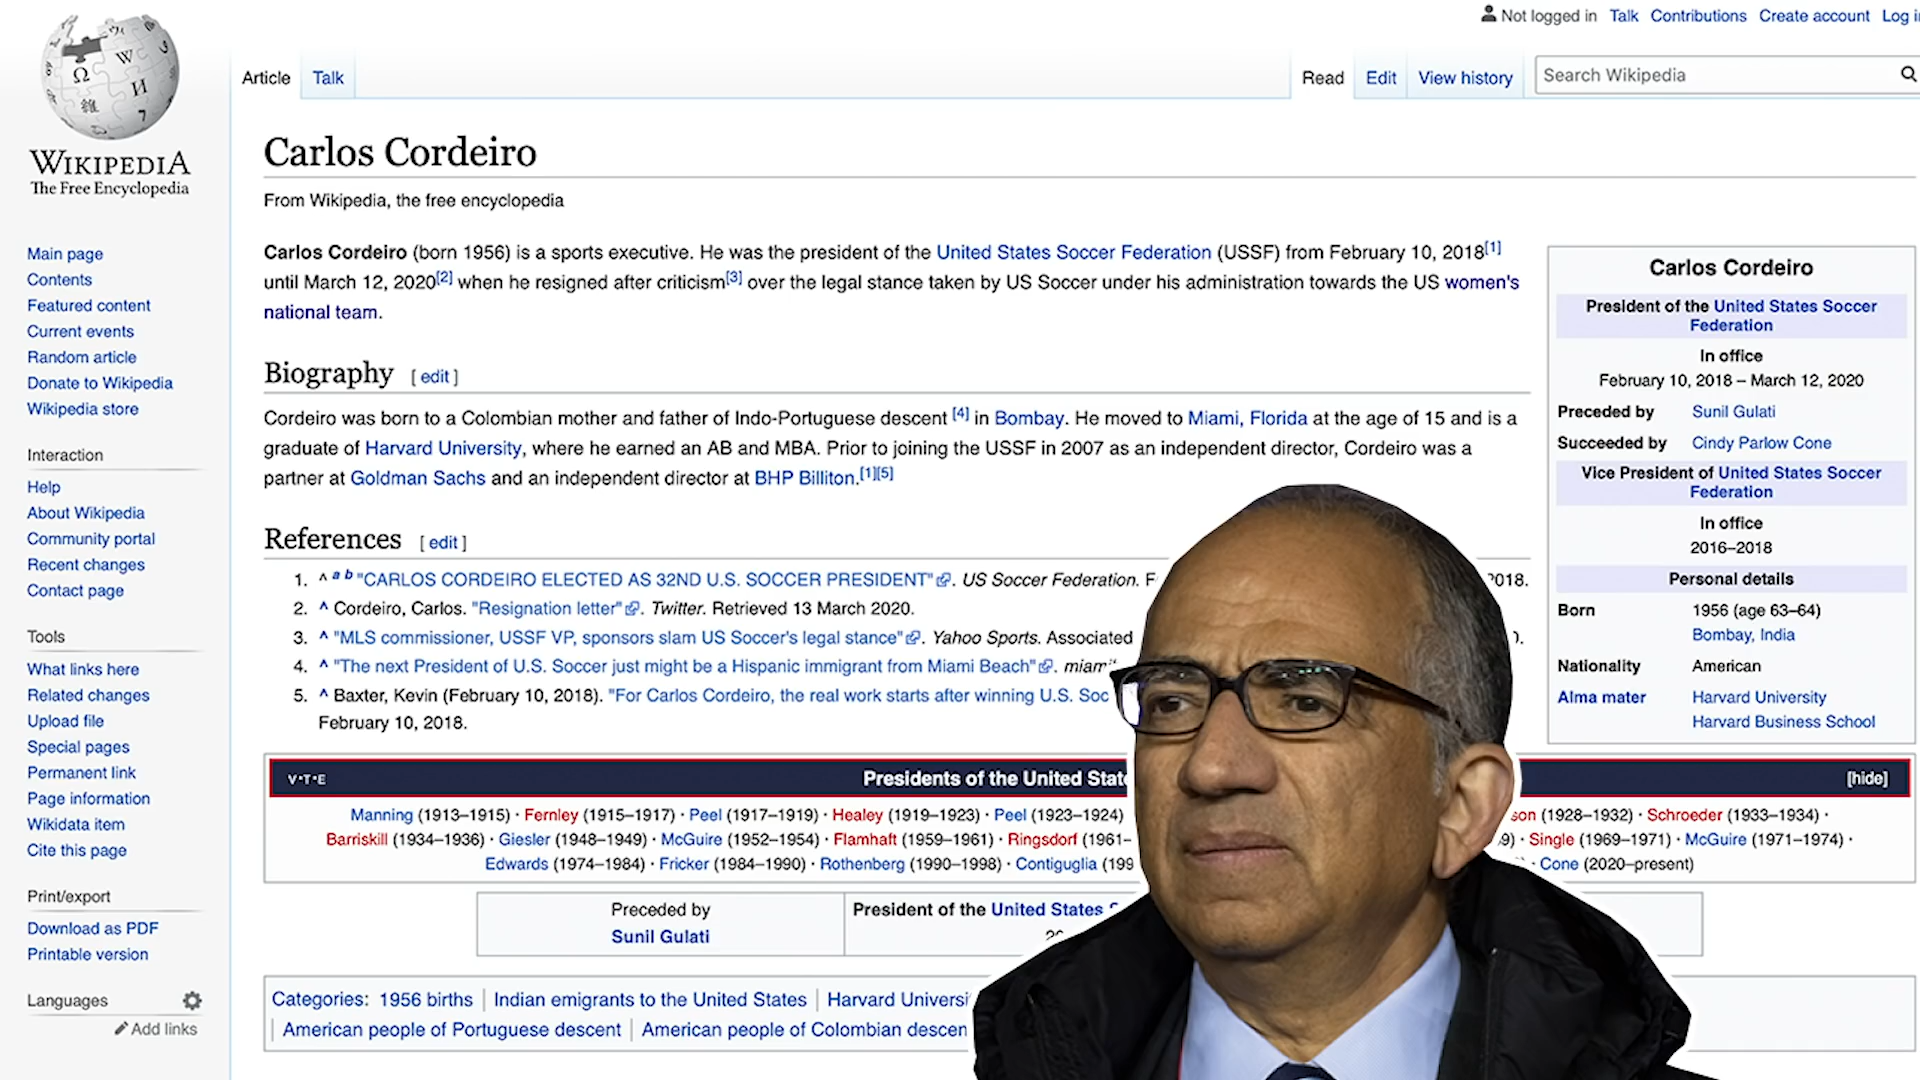 Not logged in Talk Contributions Create account Log in
Article Talk
Read Edit View history Search Wikipedia
WIKIPEDIA
The Free Encyclopedia
Main page
Contents
Featured content
Current events
Random article
Donate to Wikipedia
Wikipedia store
Interaction
Help
About Wikipedia
Community portal
Recent changes
Contact page
Tools
What links here
Related changes
Upload file
Special pages
Permanent link
Page information
Wikidata item
Cite this page
Print/export
Download as PDF
Printable version
Languages
Add links
Carlos Cordeiro
From Wikipedia, the free encyclopedia
Carlos Cordeiro (born 1956) is a sports executive. He was the president of the United States Soccer Federation (USSF) from February 10, 2018[1]
until March 12, 2020[2] when he resigned after criticism[3] over the legal stance taken by US Soccer under his administration towards the US women's
national team.
Biography [ edit ]
Cordeiro was born to a Colombian mother and father of Indo-Portuguese descent [4] in Bombay. He moved to Miami, Florida at the age of 15 and is a
graduate of Harvard University, where he earned an AB and MBA. Prior to joining the USSF in 2007 as an independent director, Cordeiro was a
partner at Goldman Sachs and an independent director at BHP Billiton.[1][5]
References [ edit ]
1. ^ a b "CARLOS CORDEIRO ELECTED AS 32ND U.S. SOCCER PRESIDENT". US Soccer Federation. F 2018.
2. ^ Cordeiro, Carlos. "Resignation letter". Twitter. Retrieved 13 March 2020.
3. ^ "MLS commissioner, USSF VP, sponsors slam US Soccer's legal stance". Yahoo Sports. Associated
4. ^ "The next President of U.S. Soccer just might be a Hispanic immigrant from Miami Beach". miami
5. ^ Baxter, Kevin (February 10, 2018). "For Carlos Cordeiro, the real work starts after winning U.S. Soc
February 10, 2018.
Carlos Cordeiro
President of the United States Soccer
Federation
In office
February 10, 2018 – March 12, 2020
Preceded by Sunil Gulati
Succeeded by Cindy Parlow Cone
Vice President of United States Soccer
Federation
In office
2016–2018
Personal details
Born 1956 (age 63–64)
Bombay, India
Nationality American
Alma mater Harvard University
Harvard Business School
V·T·E Presidents of the United State [hide]
Manning (1913–1915) · Fernley (1915–1917) · Peel (1917–1919) · Healey (1919–1923) · Peel (1923–1924) son (1928–1932) · Schroeder (1933–1934) ·
Barriskill (1934–1936) · Giesler (1948–1949) · McGuire (1952–1954) · Flamhaft (1959–1961) · Ringsdorf (1961– 9) · Single (1969–1971) · McGuire (1971–1974) ·
Edwards (1974–1984) · Fricker (1984–1990) · Rothenberg (1990–1998) · Contiguglia (199 · Cone (2020–present)
Preceded by
Sunil Gulati
President of the United States
Categories: 1956 births | Indian emigrants to the United States | Harvard Universi
| American people of Portuguese descent | American people of Colombian descen